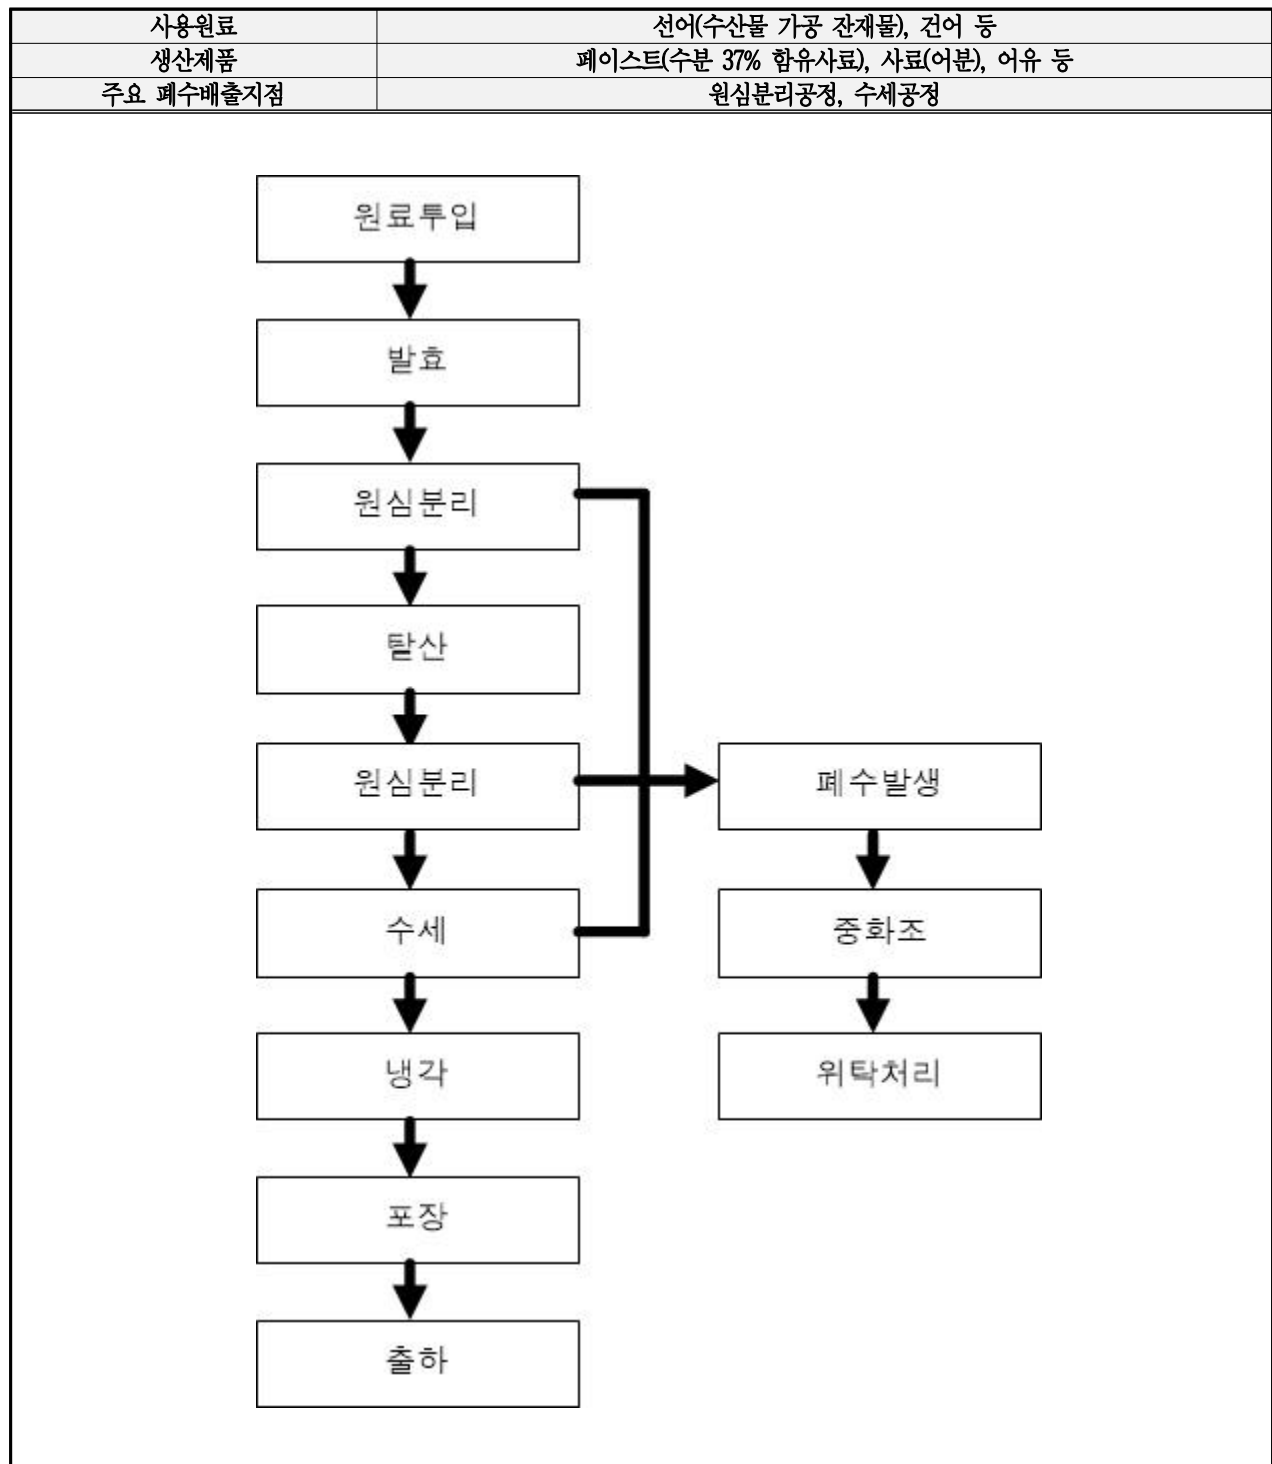 사용원료 선어(수산물 가공 잔재물), 건어 등
생산제품 페이스트(수분 37% 함유사료), 사료(어분), 어유 등
주요 폐수배출지점 원심분리공정, 수세공정
원료투입
발효
원심분리
탈산
원심분리 폐수발생
수세 중화조
냉각 위탁처리
포장
출하